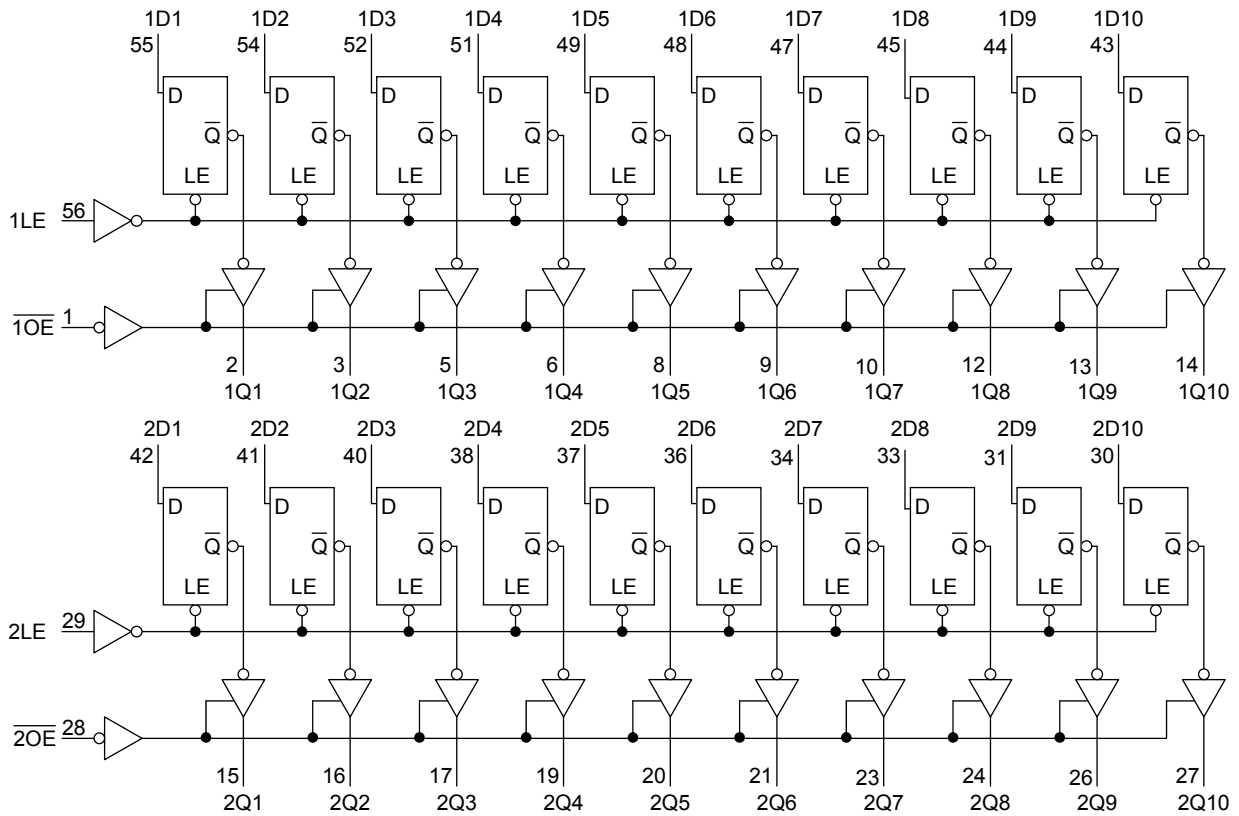 1D1 1D2 1D3 1D4 1D5 1D6 1D7 1D8 1D9 1D10
55 54 52 51 49 48 47 45 44 43
D D D D D D D D D D
Q̅ Q̅ Q̅ Q̅ Q̅ Q̅ Q̅ Q̅ Q̅ Q̅
LE LE LE LE LE LE LE LE LE LE
1LE 56
1̅O̅E̅ 1
2 3 5 6 8 9 10 12 13 14
1Q1 1Q2 1Q3 1Q4 1Q5 1Q6 1Q7 1Q8 1Q9 1Q10
2D1 2D2 2D3 2D4 2D5 2D6 2D7 2D8 2D9 2D10
42 41 40 38 37 36 34 33 31 30
D D D D D D D D D D
Q̅ Q̅ Q̅ Q̅ Q̅ Q̅ Q̅ Q̅ Q̅ Q̅
LE LE LE LE LE LE LE LE LE LE
2LE 29
2̅O̅E̅ 28
15 16 17 19 20 21 23 24 26 27
2Q1 2Q2 2Q3 2Q4 2Q5 2Q6 2Q7 2Q8 2Q9 2Q10